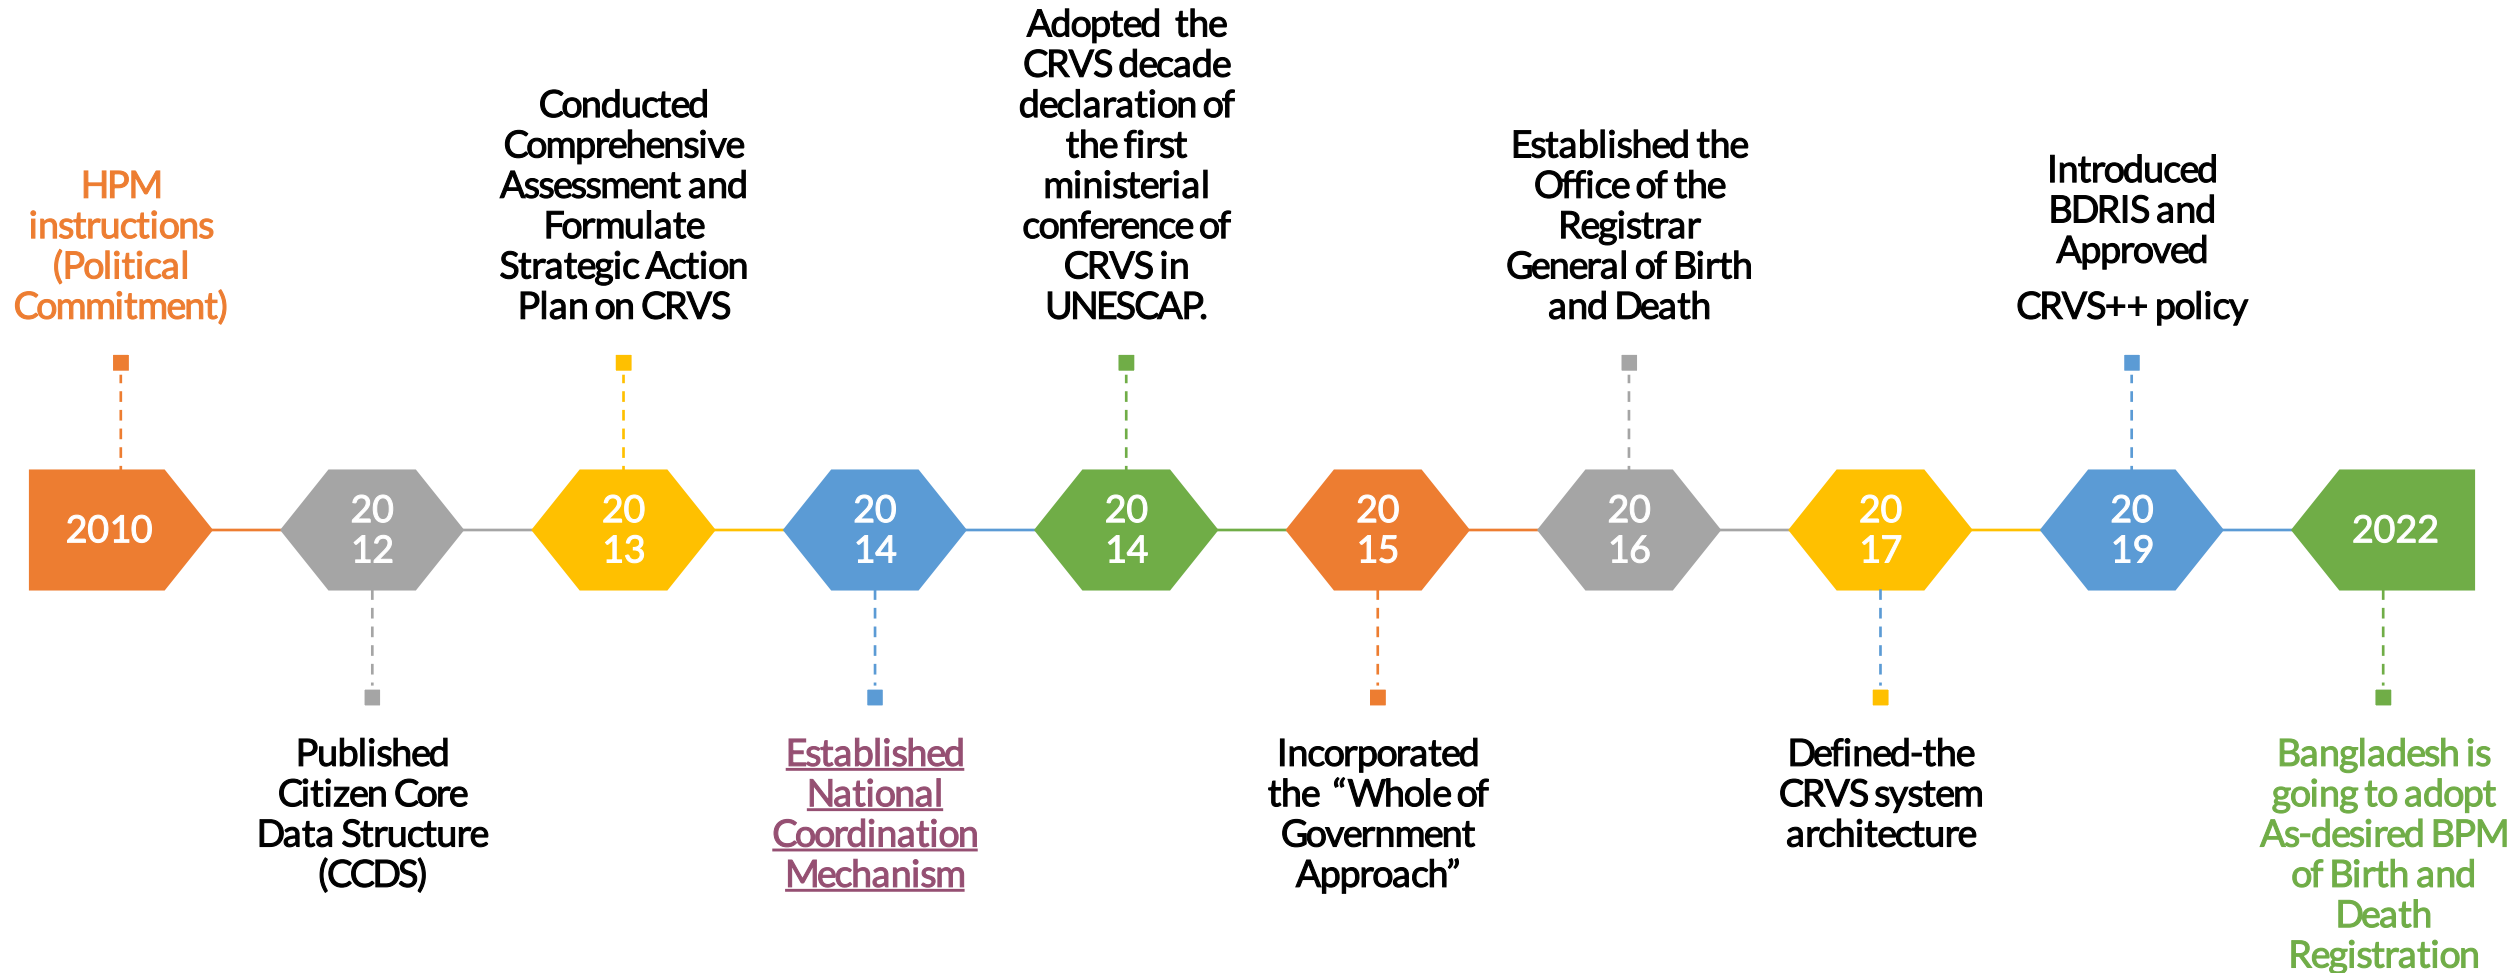 HPM
instructions
(Political
Commitment)
Conducted
Comprehensive
Assessment and
Formulate
Strategic Action
Plan on CRVS
Adopted the
CRVS decade
declaration of
the first
ministerial
conference of
CRVS in
UNESCAP.
Established the
Office of the
Registrar
General of Birth
and Death
Introduced
BDRIS and
Approved
CRVS++ policy
2010
20
12
20
13
20
14
20
14
20
15
20
16
20
17
20
19
2022
Published
Citizen Core
Data Structure
(CCDS)
Established
National
Coordination
Mechanism
Incorporated
the “Whole of
Government
Approach”
Defined-the
CRVS system
architecture
Bangladesh is
going to adopt
As-desired BPM
of Birth and
Death
Registration